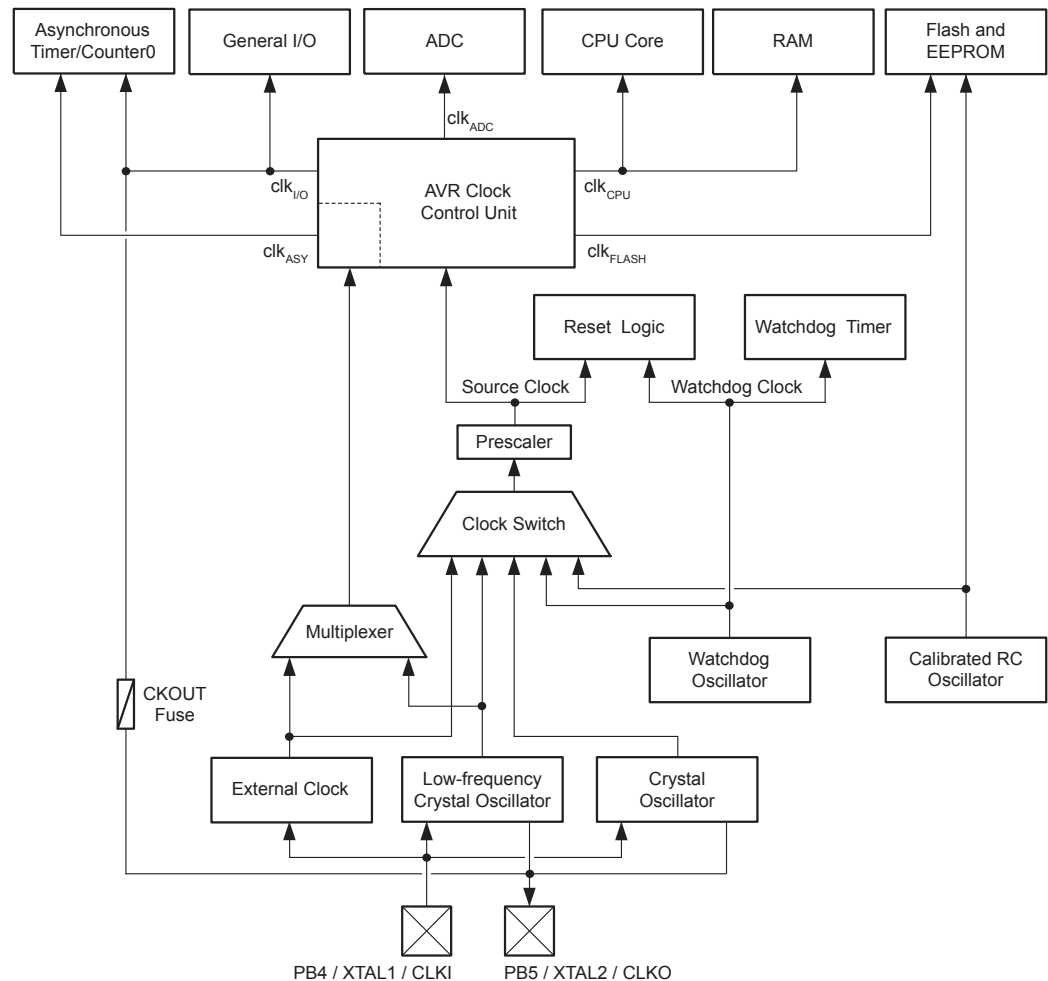 Asynchronous
Timer/Counter0
General I/O
ADC
CPU Core
RAM
Flash and
EEPROM
clkADC
AVR Clock
Control Unit
clkI/O
clkCPU
clkASY
clkFLASH
Reset Logic
Watchdog Timer
Source Clock
Watchdog Clock
Prescaler
Clock Switch
Multiplexer
Watchdog
Oscillator
Calibrated RC
Oscillator
CKOUT
Fuse
External Clock
Low-frequency
Crystal Oscillator
Crystal
Oscillator
PB4 / XTAL1 / CLKI
PB5 / XTAL2 / CLKO